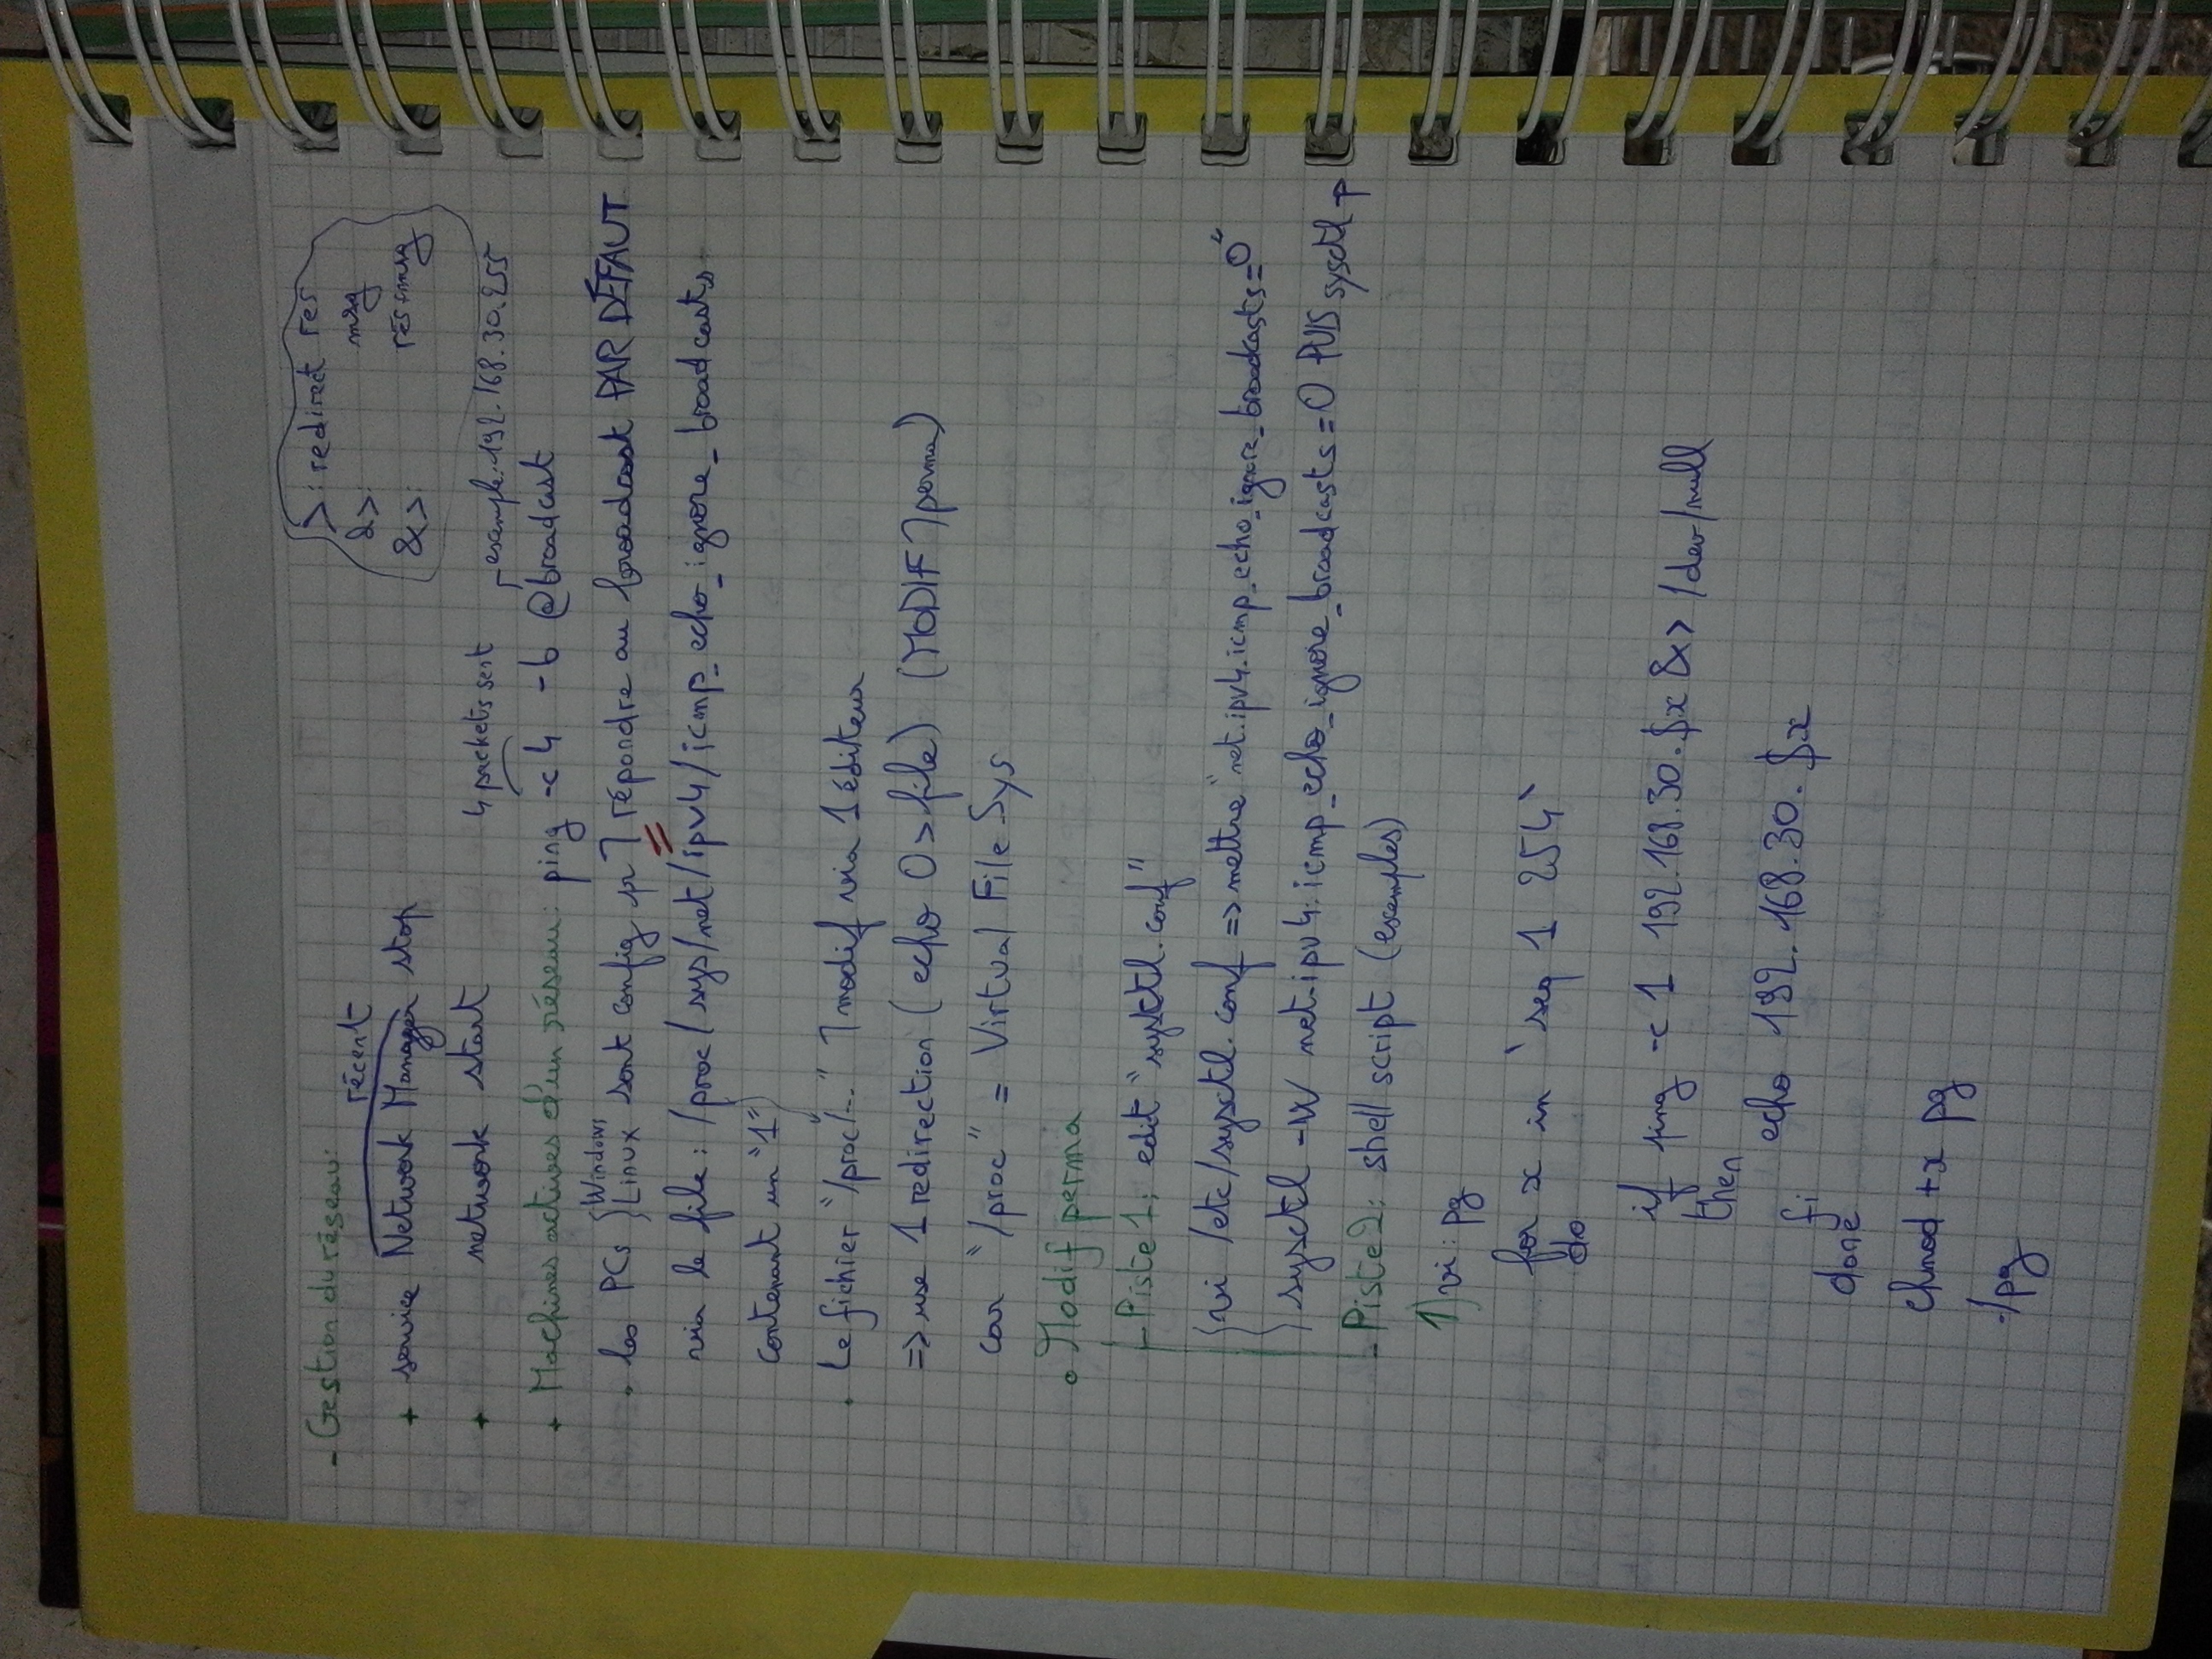 - Gestion du réseau:
récent
+ service Network Manager stop
+ network start
>: redirect res
2>: msg
&>: res+msg
4 packets sent
example: 192.168.30.255
+ Machines actives d'un réseau: ping -c 4 -b @broadcast
. les PCs { Windows
Linux sont config pr ⌉ répondre au broadcast PAR DÉFAUT
via le file: /proc/sys/net/ipv4/icmp_echo_ignore_broadcasts
contenant un "1"
. Le fichier "/proc/..." ⌉ modif via 1 éditeur
=> use 1 redirection (echo 0 > file) (MODIF ⌉ perma)
car "/proc" = Virtual File Sys
o Modif perma
- Piste 1: edit "sysctl.conf"
{ vi /etc/sysctl.conf => mettre "net.ipv4.icmp_echo_ignore_broadcasts=0"
sysctl -w net.ipv4.icmp_echo_ignore_broadcasts=0 PUIS sysctl -p
- Piste 2: shell script (examples)
1) vi: pg
for x in `seq 1 254`
do
if ping -c 1 192.168.30.$x &> /dev/null
then
echo 192.168.30.$x
fi
done
chmod +x pg
./pg